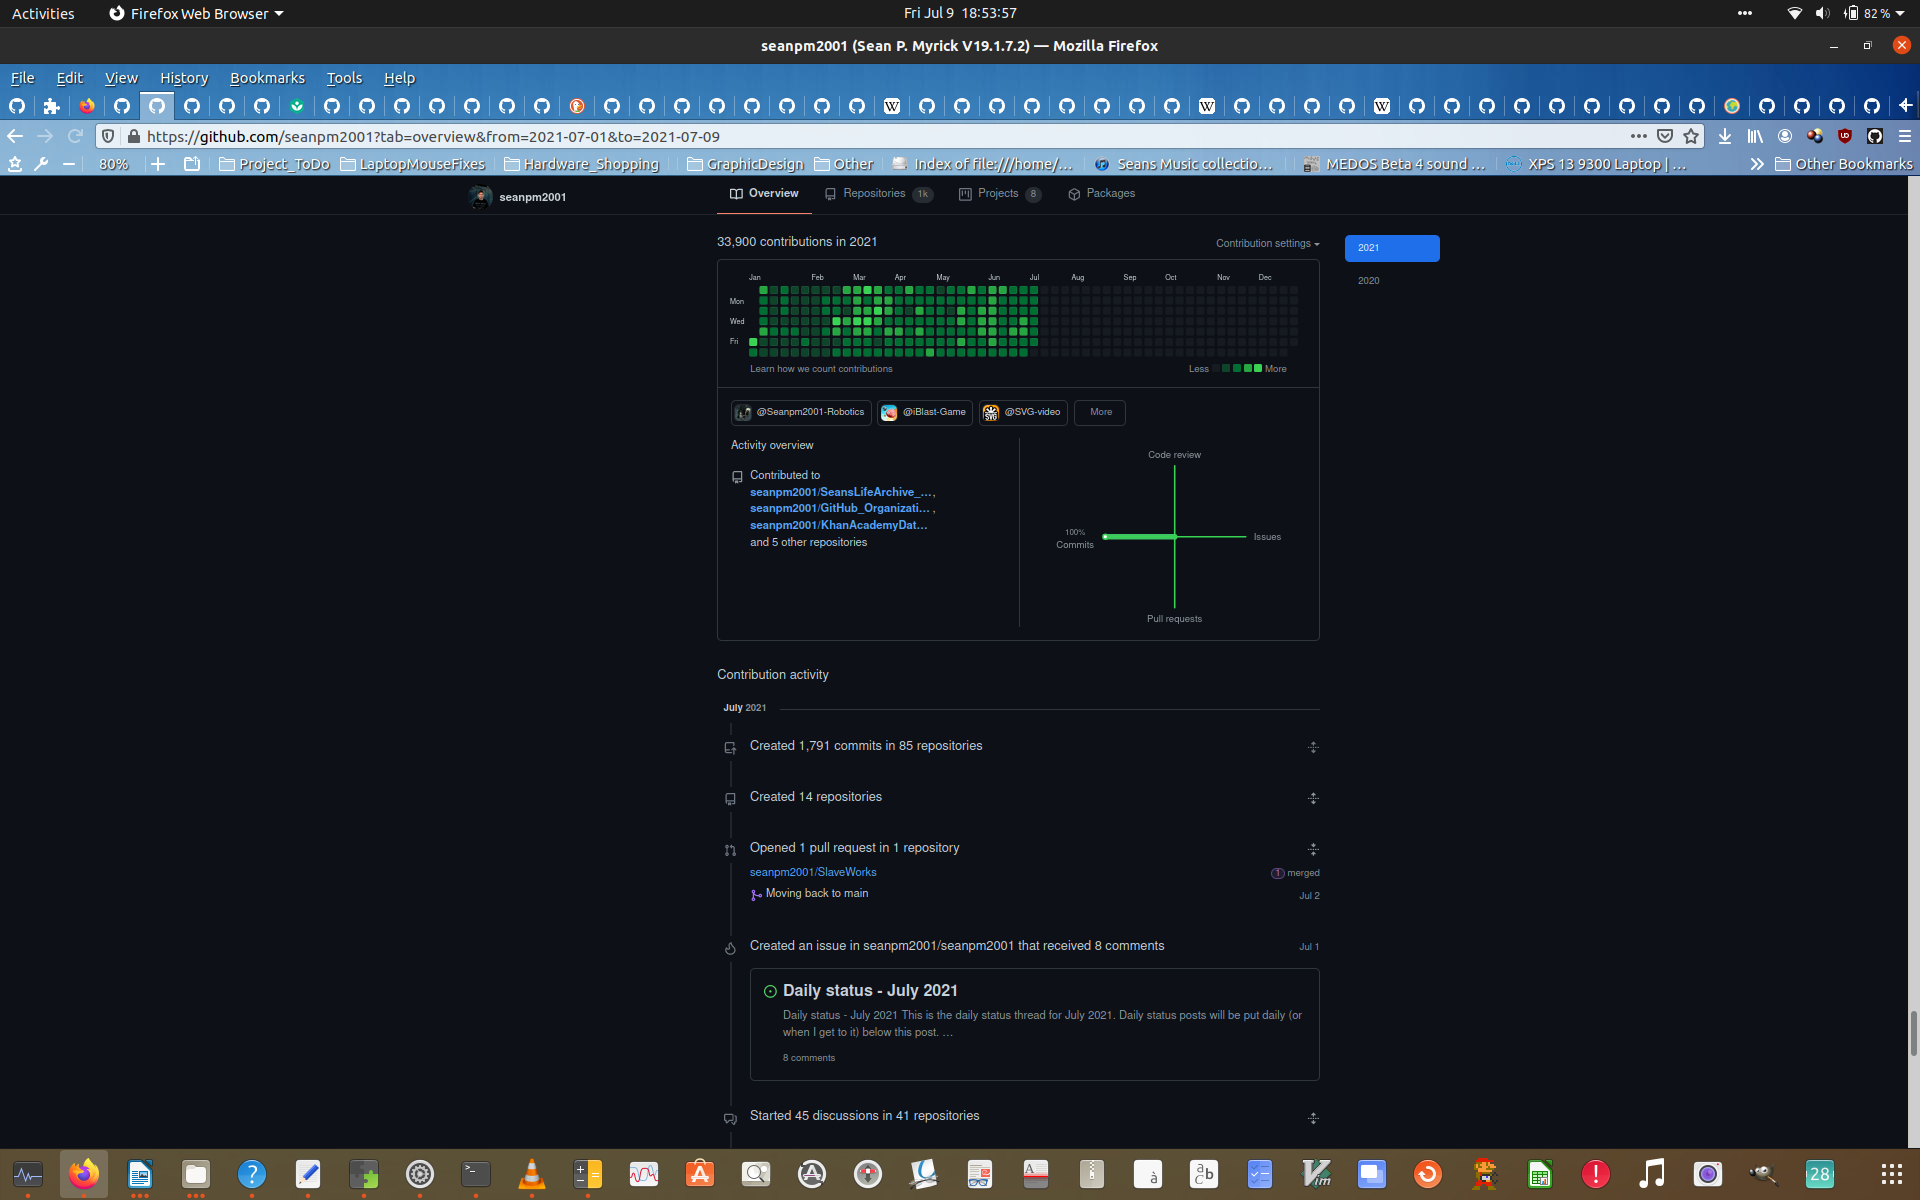 Activities
Firefox Web Browser
Fri Jul 9 18:53:57
82 %
seanpm2001 (Sean P. Myrick V19.1.7.2) — Mozilla Firefox
File Edit View History Bookmarks Tools Help
https://github.com/seanpm2001?tab=overview&from=2021-07-01&to=2021-07-09
80%
Project_ToDo
LaptopMouseFixes
Hardware_Shopping
GraphicDesign
Other
Index of file:///home/…
Seans Music collectio…
MEDOS Beta 4 sound …
XPS 13 9300 Laptop | …
Other Bookmarks
seanpm2001
Overview
Repositories 1k
Projects 8
Packages
33,900 contributions in 2021
Contribution settings
2021
2020
Jan Feb Mar Apr May Jun Jul Aug Sep Oct Nov Dec
Mon
Wed
Fri
Learn how we count contributions
Less
More
@Seanpm2001-Robotics
@iBlast-Game
@SVG-video
More
Activity overview
Contributed to
seanpm2001/SeansLifeArchive_… ,
seanpm2001/GitHub_Organizati… ,
seanpm2001/KhanAcademyDat…
and 5 other repositories
Code review
100%
Commits
Issues
Pull requests
Contribution activity
July 2021
Created 1,791 commits in 85 repositories
Created 14 repositories
Opened 1 pull request in 1 repository
seanpm2001/SlaveWorks
1 merged
Moving back to main
Jul 2
Created an issue in seanpm2001/seanpm2001 that received 8 comments
Jul 1
Daily status - July 2021
Daily status - July 2021 This is the daily status thread for July 2021. Daily status posts will be put daily (or
when I get to it) below this post. …
8 comments
Started 45 discussions in 41 repositories
28